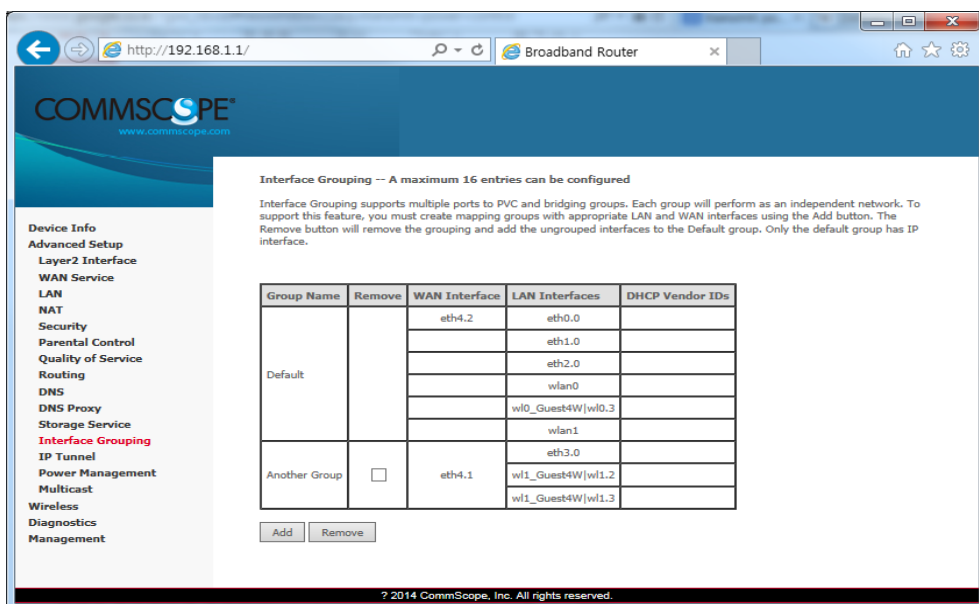 http://192.168.1.1/
Broadband Router
COMMSCOPE®
www.commscope.com
Device Info
Advanced Setup
Layer2 Interface
WAN Service
LAN
NAT
Security
Parental Control
Quality of Service
Routing
DNS
DNS Proxy
Storage Service
Interface Grouping
IP Tunnel
Power Management
Multicast
Wireless
Diagnostics
Management
Interface Grouping -- A maximum 16 entries can be configured
Interface Grouping supports multiple ports to PVC and bridging groups. Each group will perform as an independent network. To
support this feature, you must create mapping groups with appropriate LAN and WAN interfaces using the Add button. The
Remove button will remove the grouping and add the ungrouped interfaces to the Default group. Only the default group has IP
interface.
Group Name Remove WAN Interface LAN Interfaces DHCP Vendor IDs
Default eth4.2 eth0.0
eth1.0
eth2.0
wlan0
wl0_Guest4W|wl0.3
wlan1
Another Group eth4.1 eth3.0
wl1_Guest4W|wl1.2
wl1_Guest4W|wl1.3
Add Remove
? 2014 CommScope, Inc. All rights reserved.